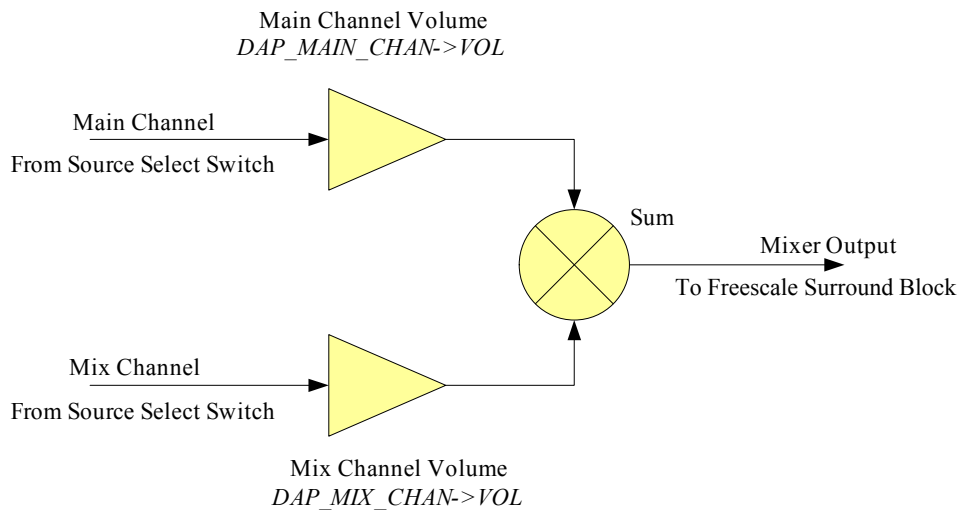 Main Channel Volume
DAP_MAIN_CHAN->VOL
Main Channel
From Source Select Switch
Sum
Mixer Output
To Freescale Surround Block
Mix Channel
From Source Select Switch
Mix Channel Volume
DAP_MIX_CHAN->VOL